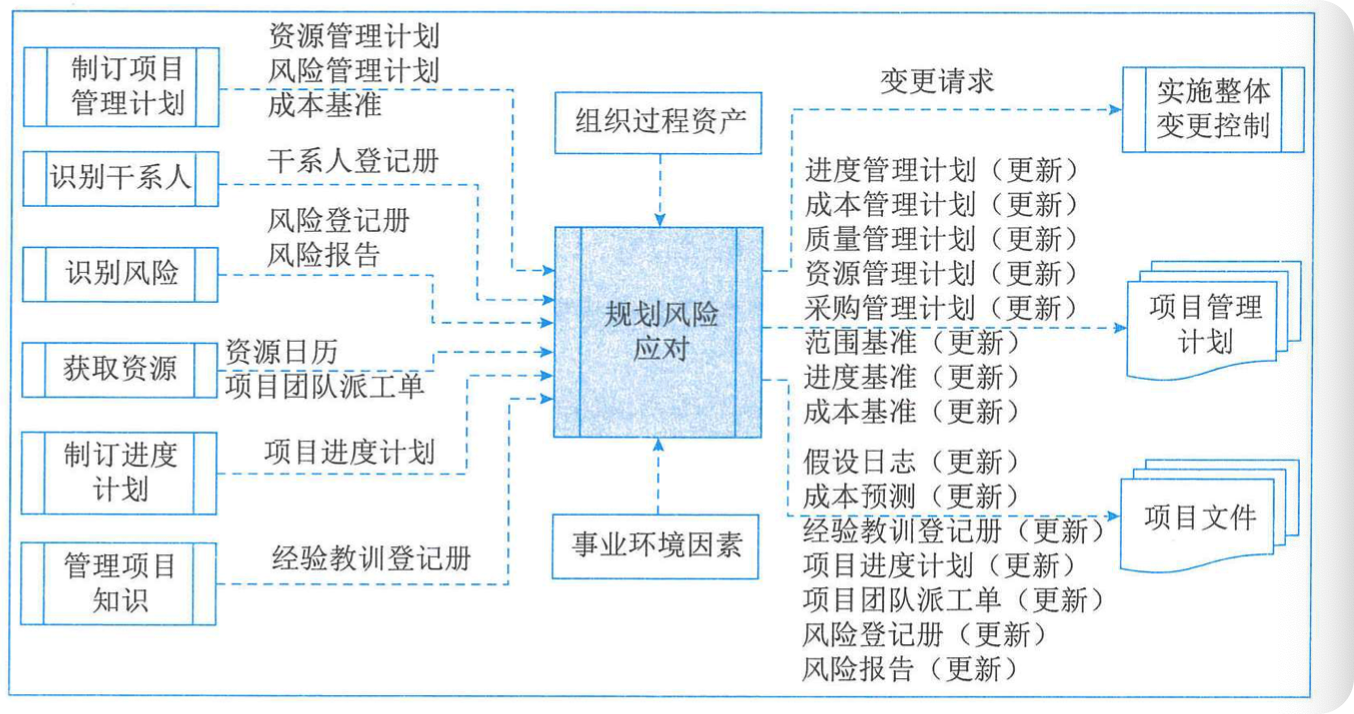 制订项目
管理计划
资源管理计划
风险管理计划
成本基准
识别干系人
干系人登记册
识别风险
风险登记册
风险报告
获取资源
资源日历
项目团队派工单
制订进度
计划
项目进度计划
管理项目
知识
经验教训登记册
组织过程资产
规划风险
应对
事业环境因素
变更请求
实施整体
变更控制
进度管理计划（更新）
成本管理计划（更新）
质量管理计划（更新）
资源管理计划（更新）
采购管理计划（更新）
范围基准（更新）
进度基准（更新）
成本基准（更新）
项目管理
计划
假设日志（更新）
成本预测（更新）
经验教训登记册（更新）
项目进度计划（更新）
项目团队派工单（更新）
风险登记册（更新）
风险报告（更新）
项目文件